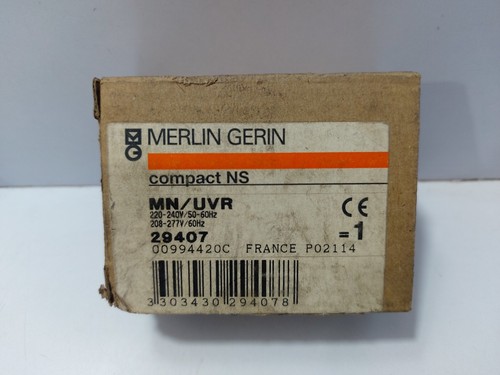 MG
MERLIN GERIN
compact NS
MN/UVR
220-240V/50-60Hz
208-277V/60Hz
CE
29407
=1
00994420C FRANCE P02114
3 303430 294078